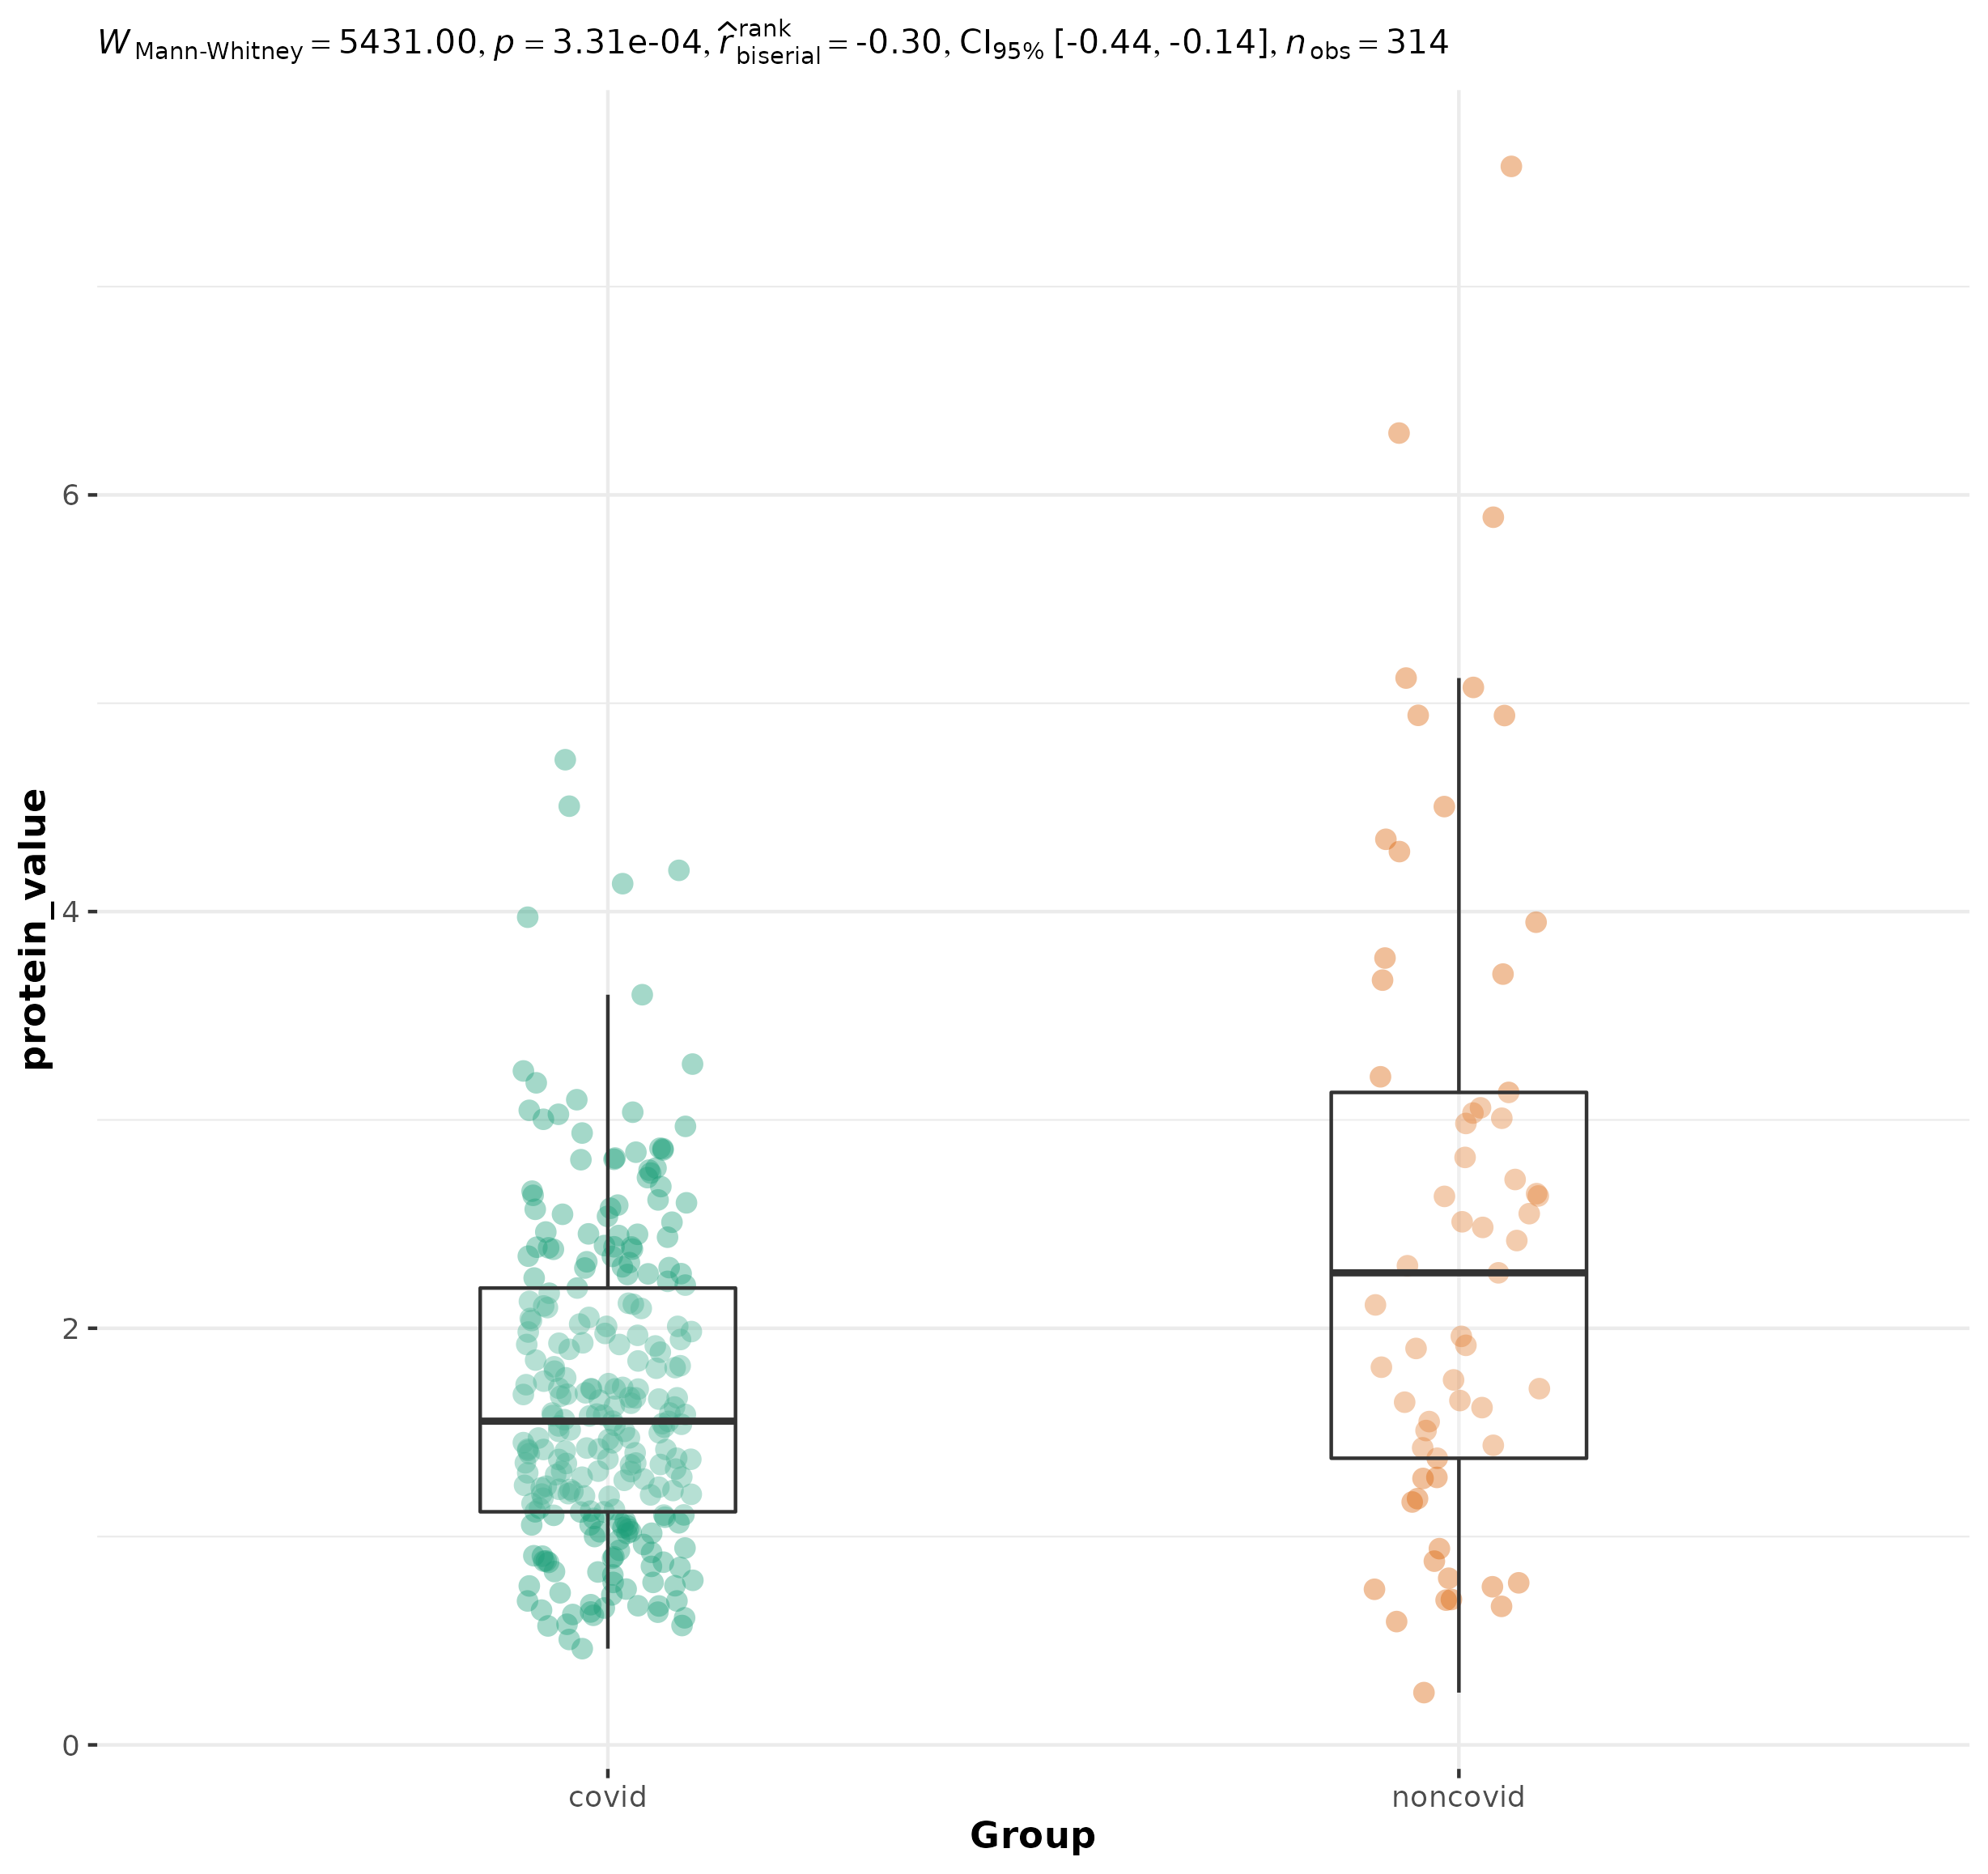 W Mann-Whitney = 5431.00, p = 3.31e-04, r̂ rank biserial = -0.30, CI95% [-0.44, -0.14], n obs = 314
protein_value
6
4
2
0
covid noncovid
Group